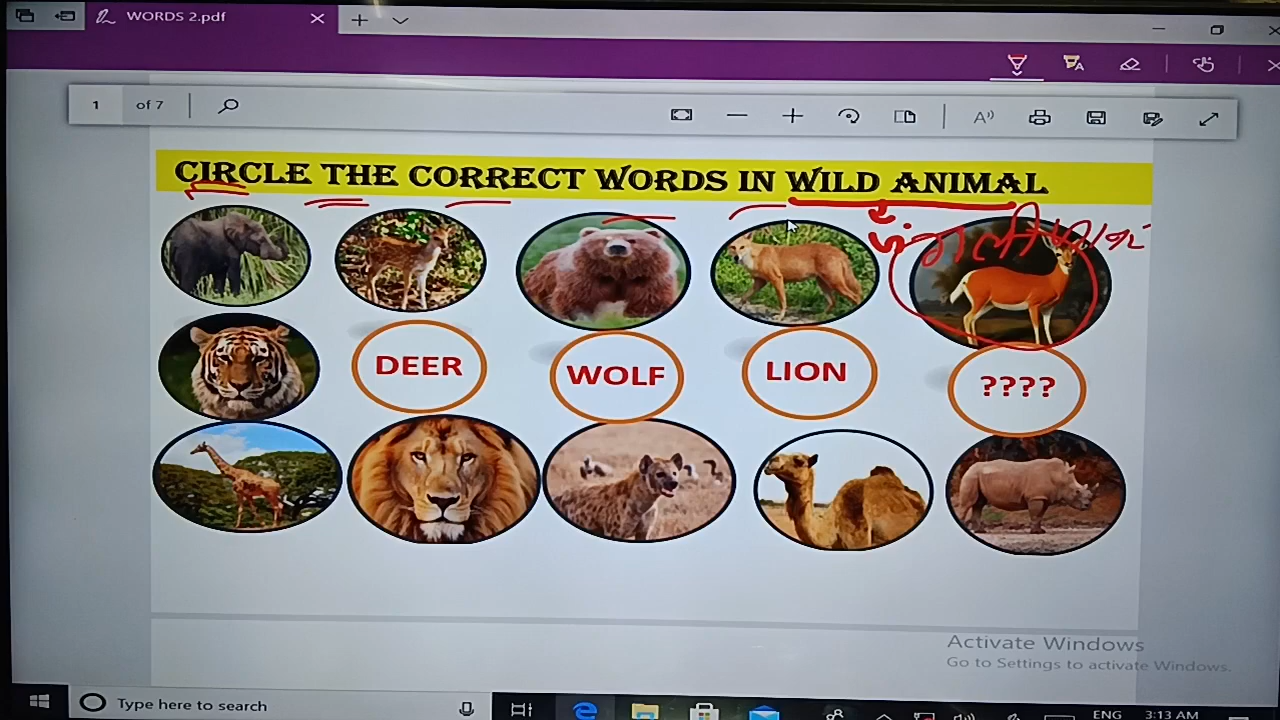 WORDS 2.pdf
1 of 7
CIRCLE THE CORRECT WORDS IN WILD ANIMAL
DEER WOLF LION ????
Activate Windows
Go to Settings to activate Windows.
Type here to search
ENG 3:13 AM